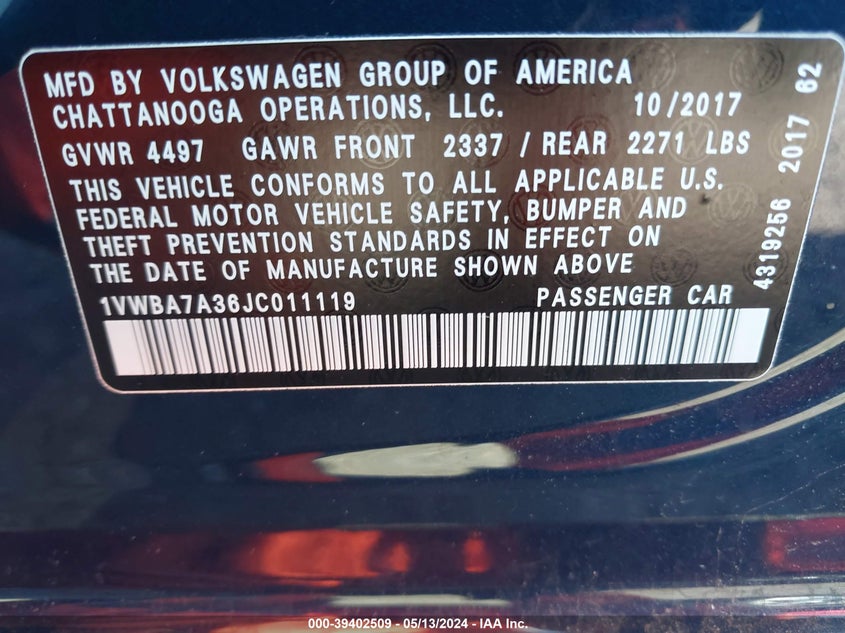 MFD BY VOLKSWAGEN GROUP OF AMERICA
CHATTANOOGA OPERATIONS, LLC. 10/2017
GVWR 4497 GAWR FRONT 2337 / REAR 2271 LBS
THIS VEHICLE CONFORMS TO ALL APPLICABLE U.S.
FEDERAL MOTOR VEHICLE SAFETY, BUMPER AND
THEFT PREVENTION STANDARDS IN EFFECT ON
THE DATE OF MANUFACTURE SHOWN ABOVE
1VWBA7A36JC011119 PASSENGER CAR
4319256 2017 62
000-39402509 / 05/13/2024 - IAA Inc.